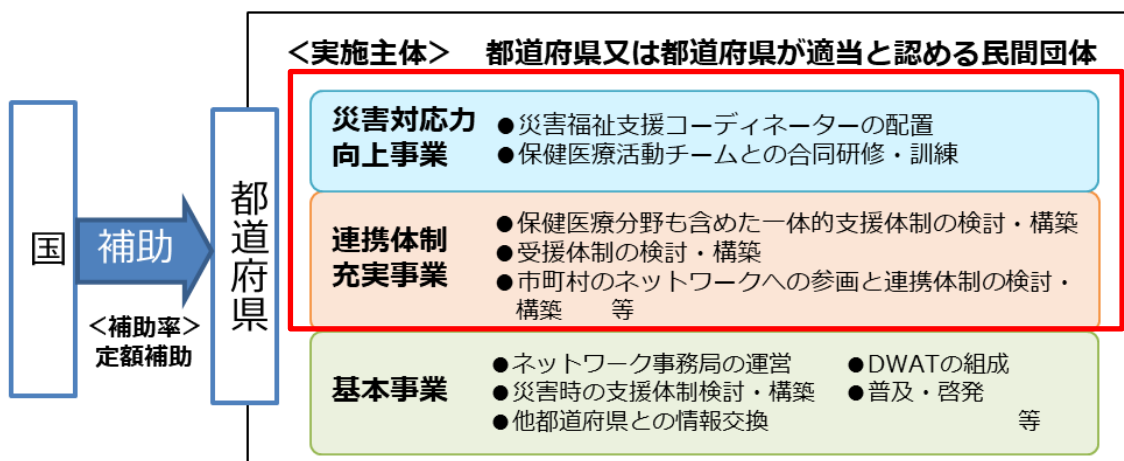 <実施主体> 都道府県又は都道府県が適当と認める民間団体
国
補助
<補助率>
定額補助
都道府県
災害対応力
向上事業
●災害福祉支援コーディネーターの配置
●保健医療活動チームとの合同研修・訓練
連携体制
充実事業
●保健医療分野も含めた一体的支援体制の検討・構築
●受援体制の検討・構築
●市町村のネットワークへの参画と連携体制の検討・
構築 等
基本事業
●ネットワーク事務局の運営 ●DWATの組成
●災害時の支援体制検討・構築 ●普及・啓発
●他都道府県との情報交換 等